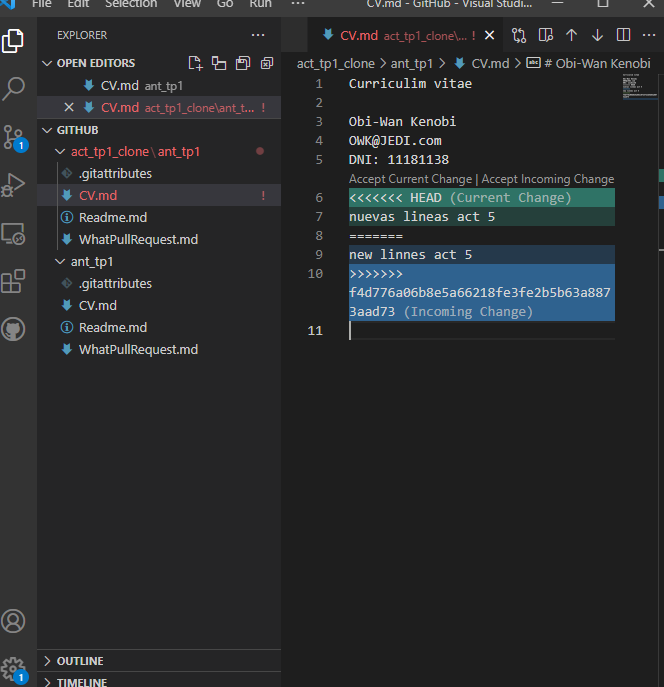 File Edit Selection View Go Run ··· CV.md - GitHub - Visual Studi...
EXPLORER ···
OPEN EDITORS
CV.md ant_tp1
CV.md act_tp1_clone\ant_t... !
GITHUB
act_tp1_clone \ ant_tp1
.gitattributes
CV.md !
Readme.md
WhatPullRequest.md
ant_tp1
.gitattributes
CV.md
Readme.md
WhatPullRequest.md
OUTLINE
TIMELINE
1
1
CV.md act_tp1_clone\... !
act_tp1_clone > ant_tp1 > CV.md > # Obi-Wan Kenobi
1 Curriculim vitae
2
3 Obi-Wan Kenobi
4 OWK@JEDI.com
5 DNI: 11181138
Accept Current Change | Accept Incoming Change
6 <<<<<<< HEAD (Current Change)
7 nuevas lineas act 5
8 =======
9 new linnes act 5
10 >>>>>>>
f4d776a06b8e5a66218fe3fe2b5b63a887
3aad73 (Incoming Change)
11